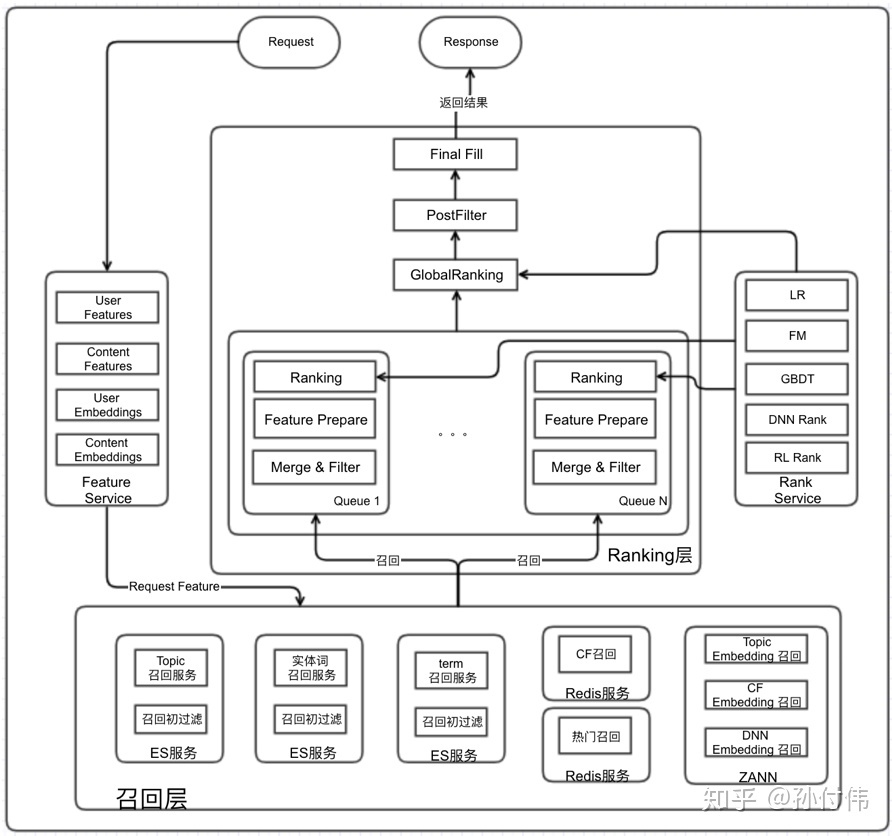 Request
Response
返回结果
Final Fill
PostFilter
GlobalRanking
User
Features
Content
Features
User
Embeddings
Content
Embeddings
Feature
Service
Ranking
Feature Prepare
Merge & Filter
Queue 1
。。。
Ranking
Feature Prepare
Merge & Filter
Queue N
LR
FM
GBDT
DNN Rank
RL Rank
Rank
Service
召回
召回
Ranking层
Request Feature
Topic
召回服务
召回初过滤
ES服务
实体词
召回服务
召回初过滤
ES服务
term
召回服务
召回初过滤
ES服务
CF召回
Redis服务
热门召回
Redis服务
Topic
Embedding 召回
CF
Embedding 召回
DNN
Embedding 召回
ZANN
召回层
知乎 @孙付伟